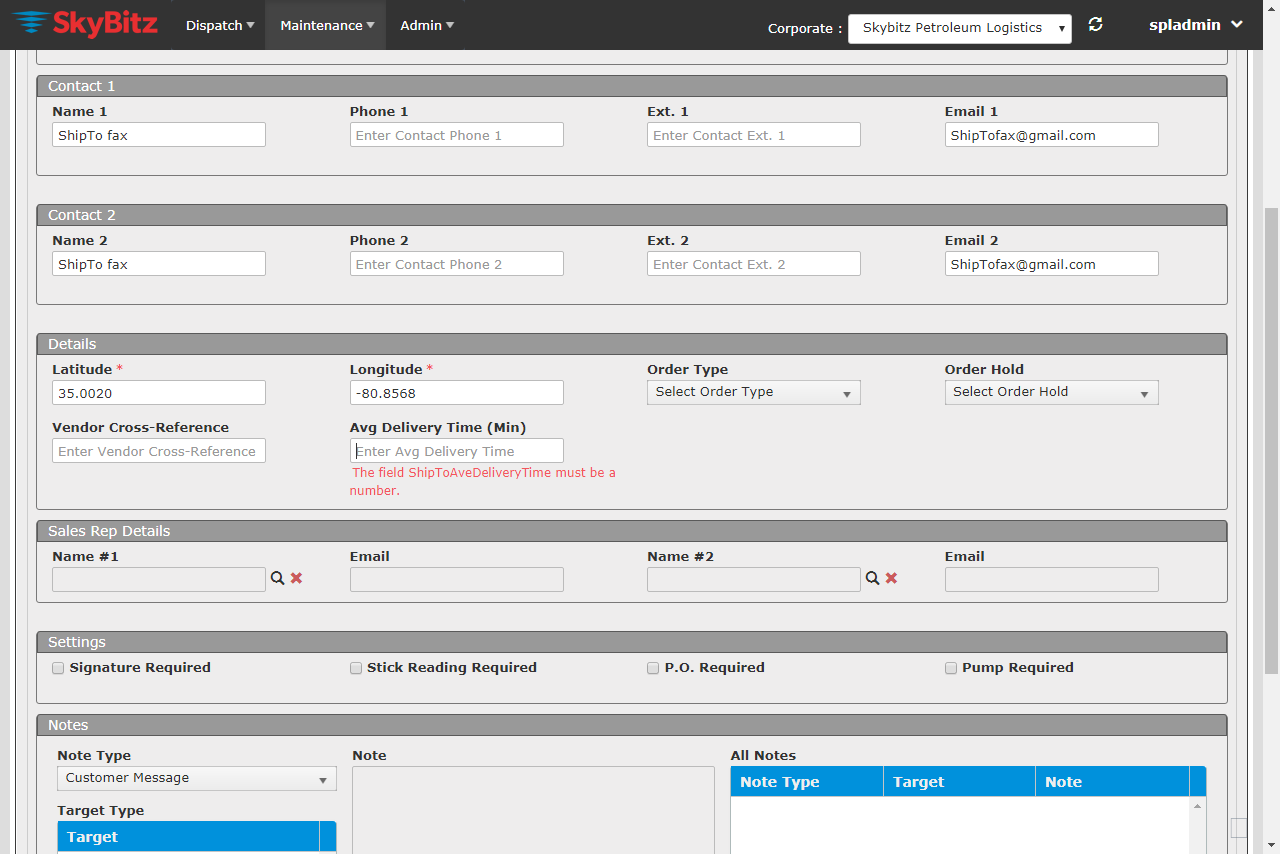 SkyBitz Dispatch ▾ Maintenance ▾ Admin ▾ Corporate : Skybitz Petroleum Logistics spladmin
Contact 1
Name 1 Phone 1 Ext. 1 Email 1
ShipTo fax Enter Contact Phone 1 Enter Contact Ext. 1 ShipTofax@gmail.com
Contact 2
Name 2 Phone 2 Ext. 2 Email 2
ShipTo fax Enter Contact Phone 2 Enter Contact Ext. 2 ShipTofax@gmail.com
Details
Latitude * Longitude * Order Type Order Hold
35.0020 -80.8568 Select Order Type Select Order Hold
Vendor Cross-Reference Avg Delivery Time (Min)
Enter Vendor Cross-Reference Enter Avg Delivery Time
The field ShipToAveDeliveryTime must be a
number.
Sales Rep Details
Name #1 Email Name #2 Email
Settings
Signature Required Stick Reading Required P.O. Required Pump Required
Notes
Note Type Note All Notes
Customer Message Note Type Target Note
Target Type
Target